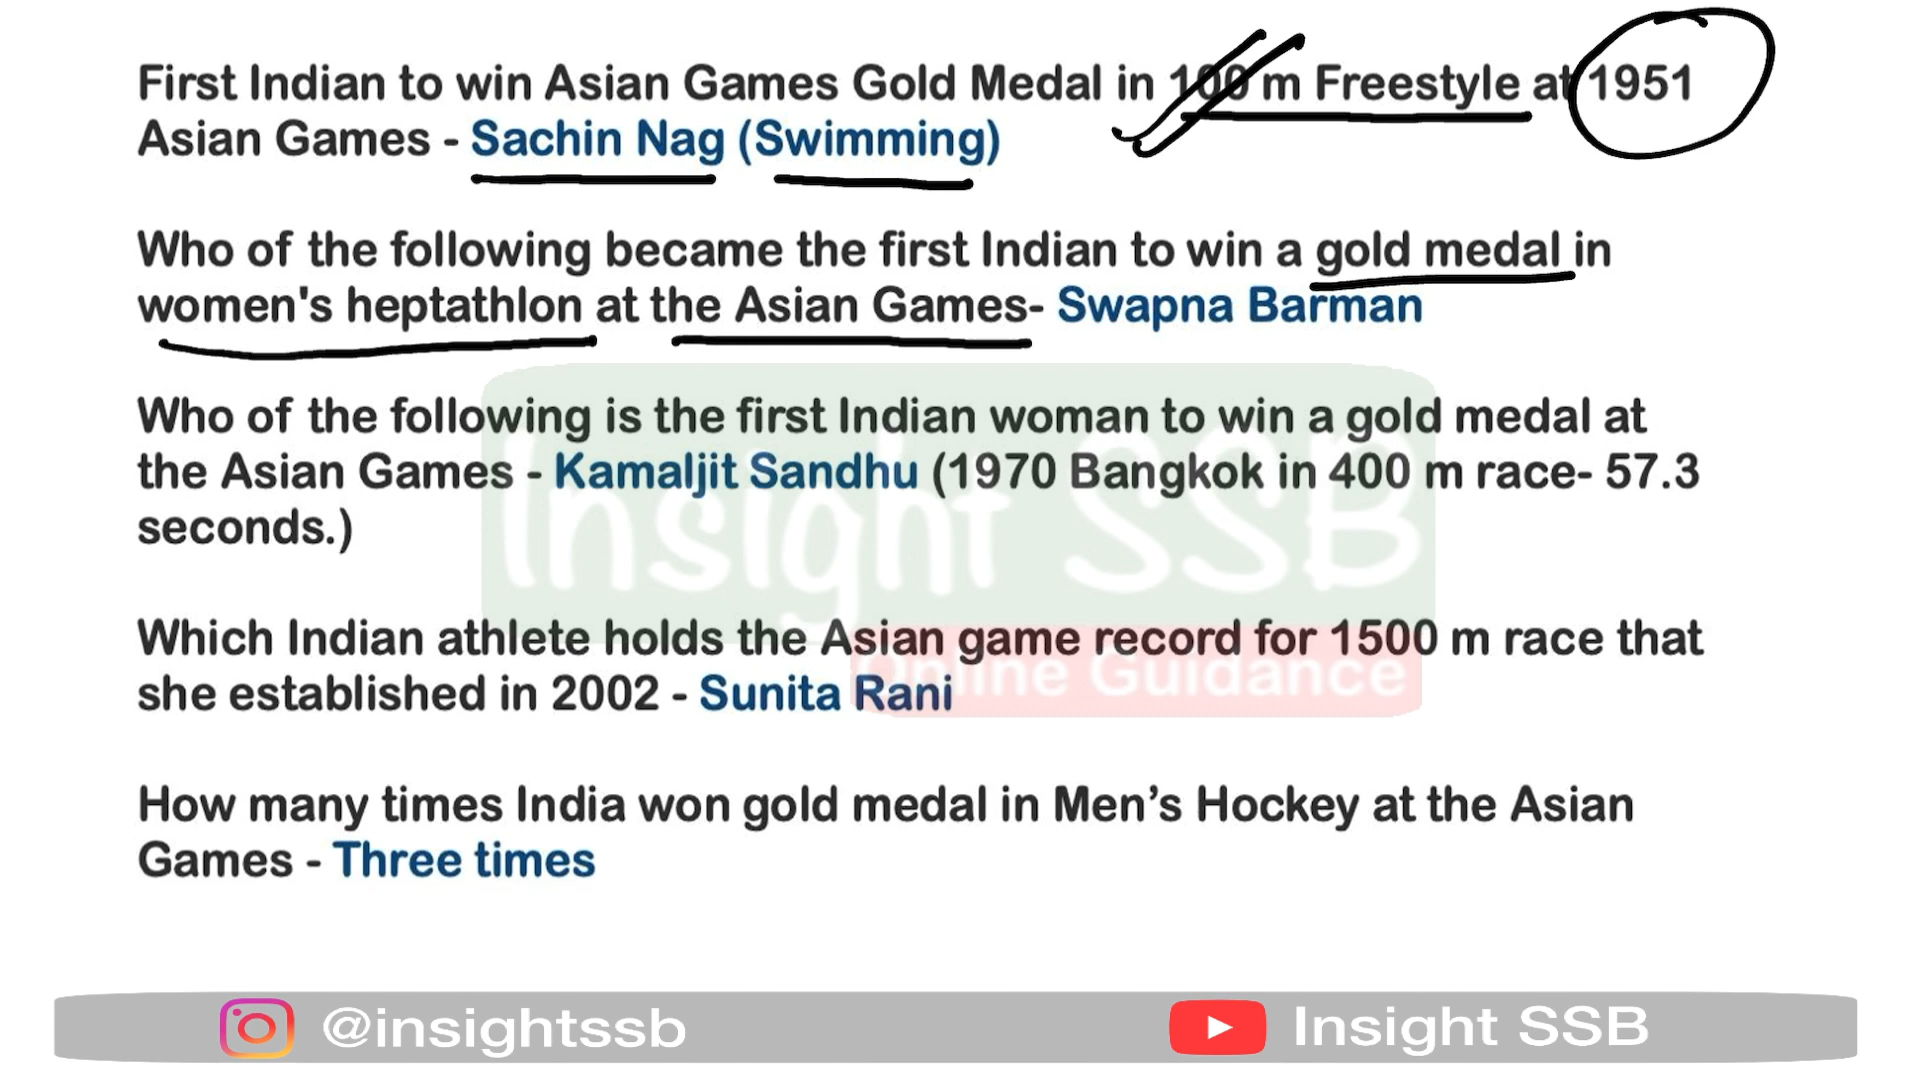 First Indian to win Asian Games Gold Medal in 100 m Freestyle at 1951
Asian Games - Sachin Nag (Swimming)
Who of the following became the first Indian to win a gold medal in
women's heptathlon at the Asian Games- Swapna Barman
Who of the following is the first Indian woman to win a gold medal at
the Asian Games - Kamaljit Sandhu (1970 Bangkok in 400 m race- 57.3
seconds.)
Insight SSB
Which Indian athlete holds the Asian game record for 1500 m race that
she established in 2002 - Sunita Rani
Online Guidance
How many times India won gold medal in Men’s Hockey at the Asian
Games - Three times
@insightssb
Insight SSB